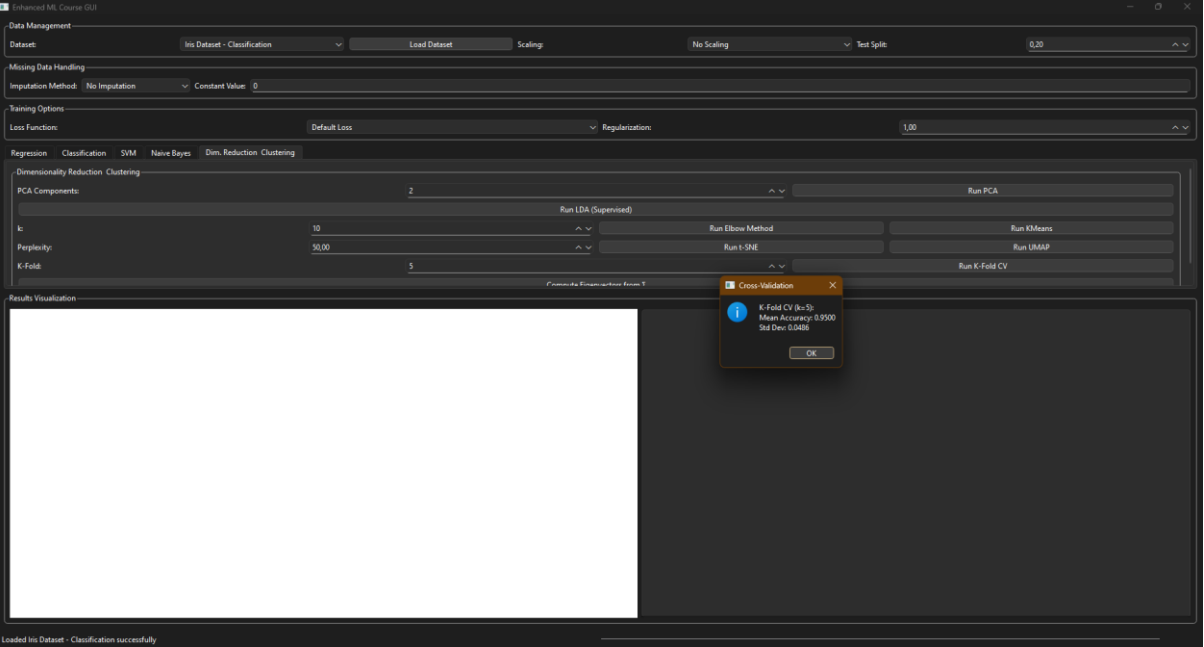 Enhanced ML Course GUI
Data Management
Dataset: Iris Dataset - Classification Load Dataset Scaling: No Scaling Test Split: 0,20
Missing Data Handling
Imputation Method: No Imputation Constant Value: 0
Training Options
Loss Function: Default Loss Regularization: 1,00
Regression Classification SVM Naive Bayes Dim. Reduction Clustering
Dimensionality Reduction Clustering
PCA Components: 2 Run PCA
Run LDA (Supervised)
k: 10 Run Elbow Method Run KMeans
Perplexity: 50,00 Run t-SNE Run UMAP
K-Fold: 5 Run K-Fold CV
Compute Eigenvectors from T
Cross-Validation
K-Fold CV (k=5):
Mean Accuracy: 0.9500
Std Dev: 0.0486
OK
Results Visualization
Loaded Iris Dataset - Classification successfully